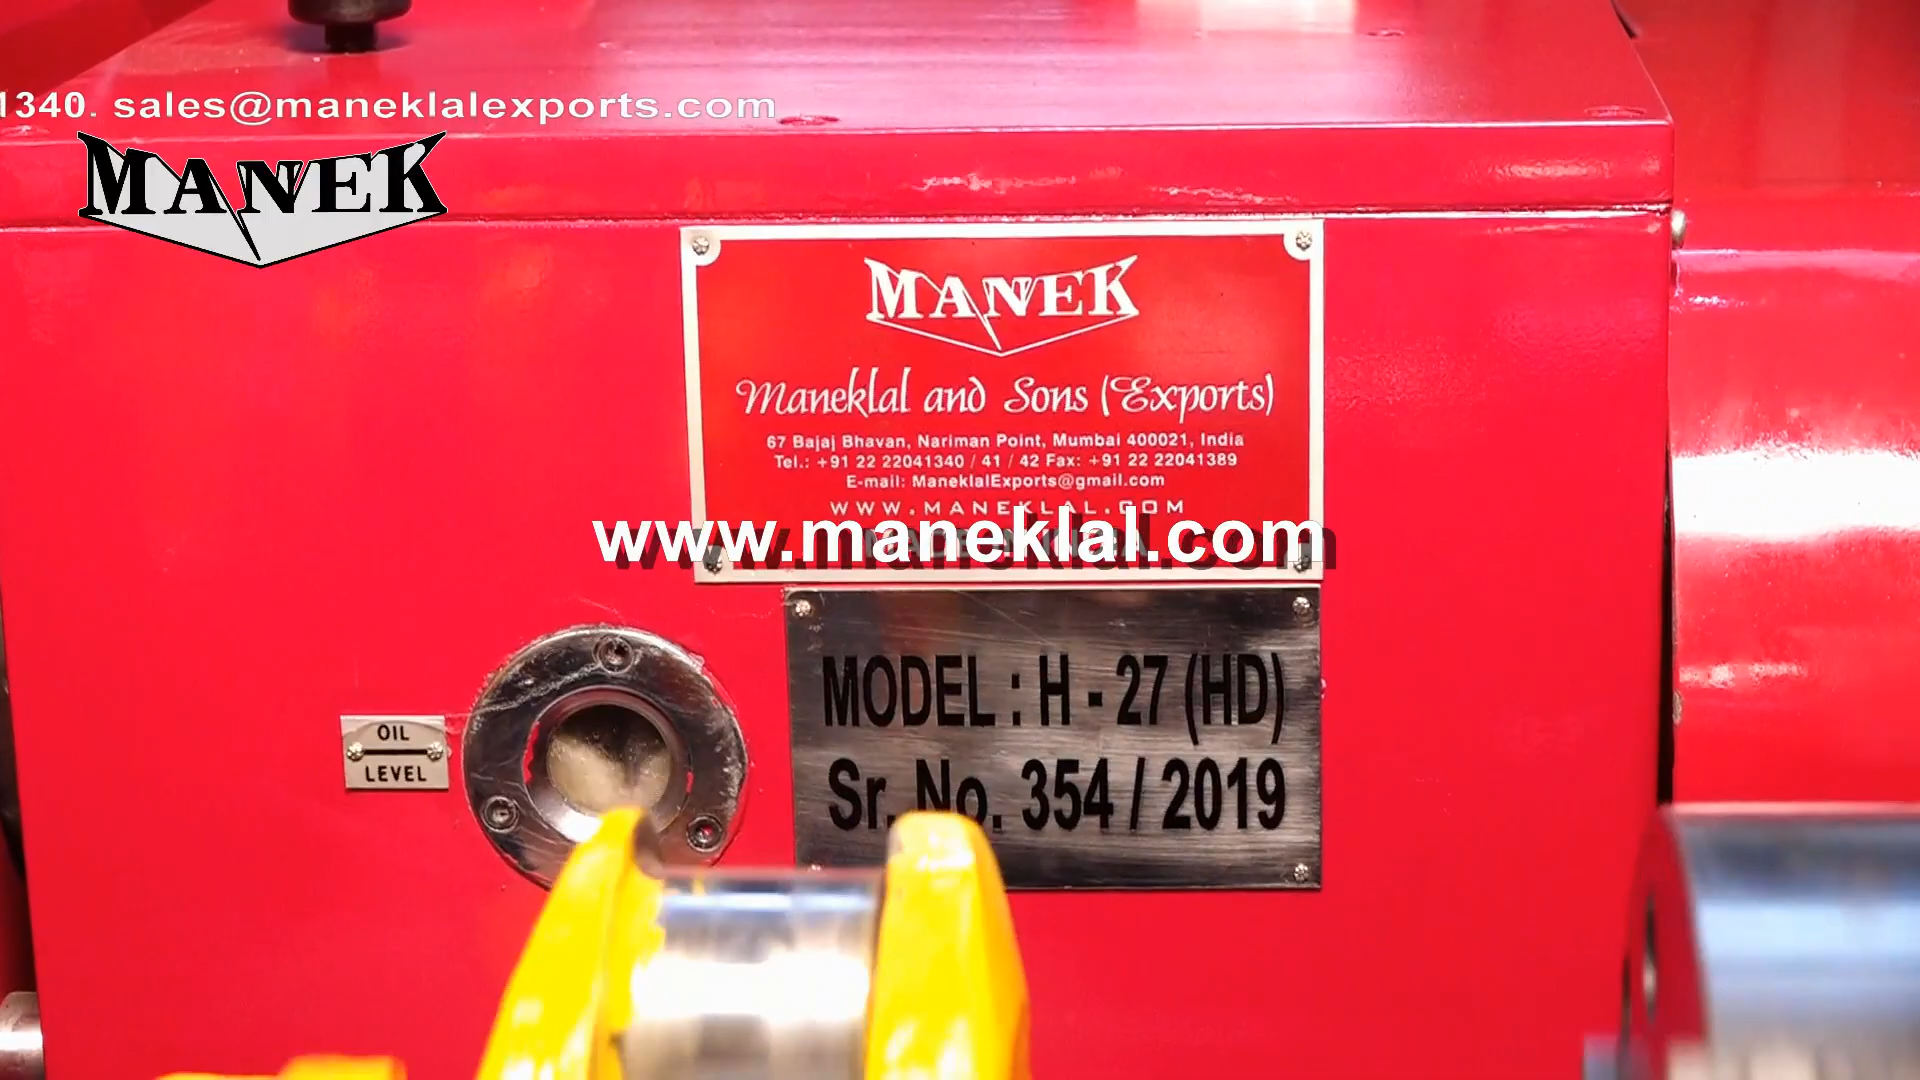 1340. sales@maneklalexports.com
MANEK
MANEK
Maneklal and Sons (Exports)
67 Bajaj Bhavan, Nariman Point, Mumbai 400021, India
Tel.: +91 22 22041340 / 41 / 42 Fax: +91 22 22041389
E-mail: ManeklalExports@gmail.com
WWW.MANEKLAL.COM
www.maneklal.com
MODEL : H - 27 (HD)
Sr. No. 354 / 2019
OIL
LEVEL